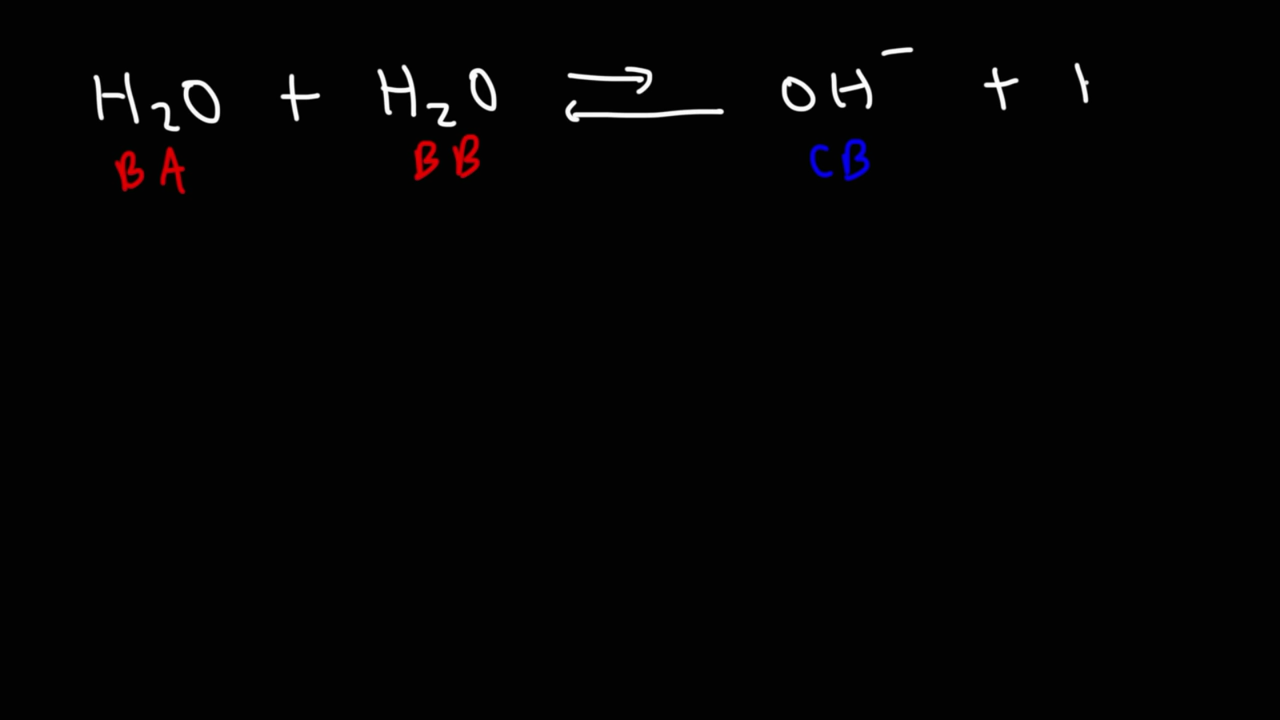 H₂O + H₂O ⇌ OH⁻ +
BA BB CB